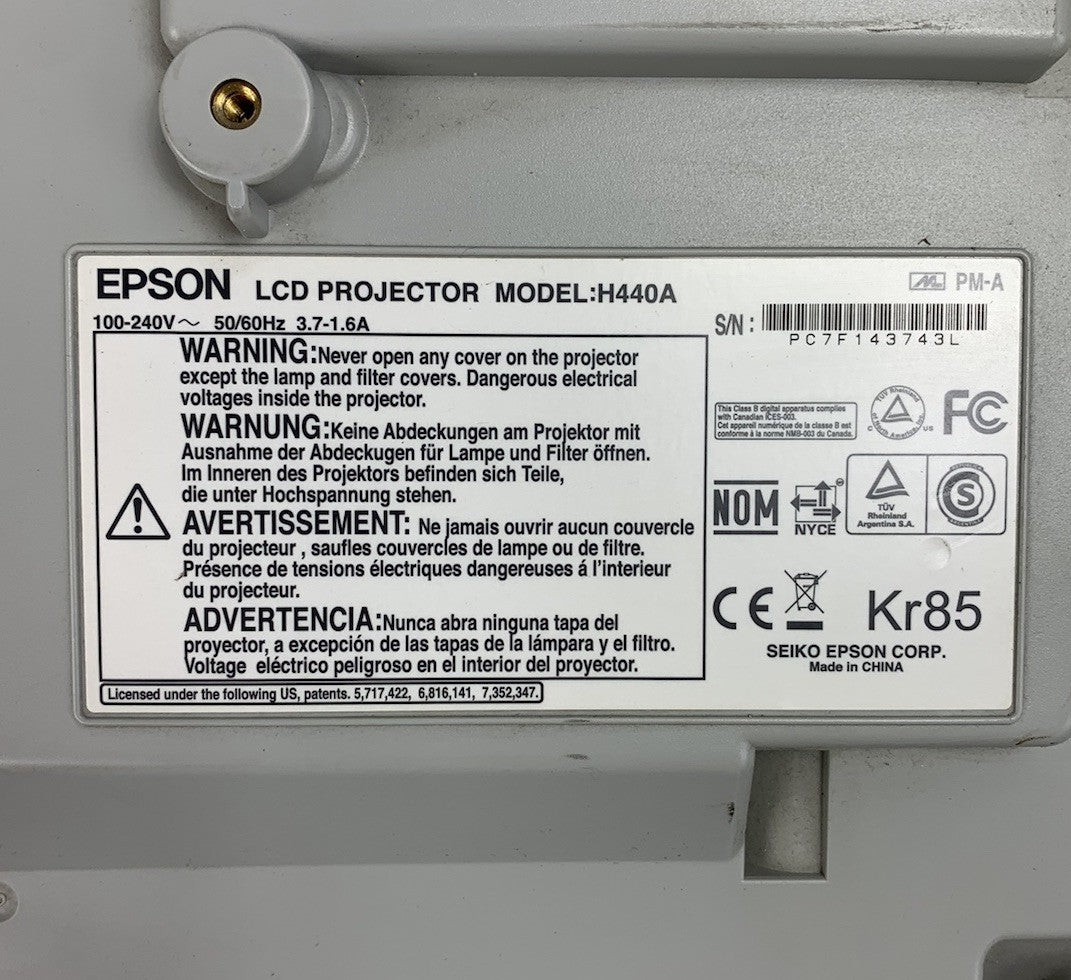 EPSON LCD PROJECTOR MODEL:H440A
PM-A
100-240V～ 50/60Hz 3.7-1.6A
S/N :
PC7F143743L
WARNING:Never open any cover on the projector
except the lamp and filter covers. Dangerous electrical
voltages inside the projector.
WARNUNG:Keine Abdeckungen am Projektor mit
Ausnahme der Abdeckugen für Lampe und Filter öffnen.
Im Inneren des Projektors befinden sich Teile,
die unter Hochspannung stehen.
AVERTISSEMENT: Ne jamais ouvrir aucun couvercle
du projecteur , saufles couvercles de lampe ou de filtre.
Présence de tensions électriques dangereuses á l'interieur
du projecteur.
ADVERTENCIA:Nunca abra ninguna tapa del
proyector, a excepción de las tapas de la lámpara y el filtro.
Voltage eléctrico peligroso en el interior del proyector.
Licensed under the following US, patents. 5,717,422, 6,816,141, 7,352,347.
This Class B digital apparatus complies
with Canadian ICES-003.
Cet appareil numérique de la classe B est
conforme à la norme NMB-003 du Canada.
TÜV Rheinland
of North America, Inc.
C US
FC
NOM
NYCE
TÜV
Rheinland
Argentina S.A.
S
CE
Kr85
SEIKO EPSON CORP.
Made in CHINA